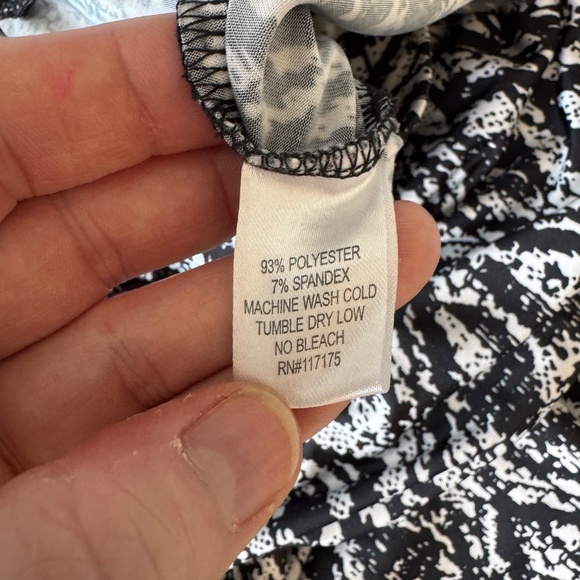 93% POLYESTER
7% SPANDEX
MACHINE WASH COLD
TUMBLE DRY LOW
NO BLEACH
RN#117175